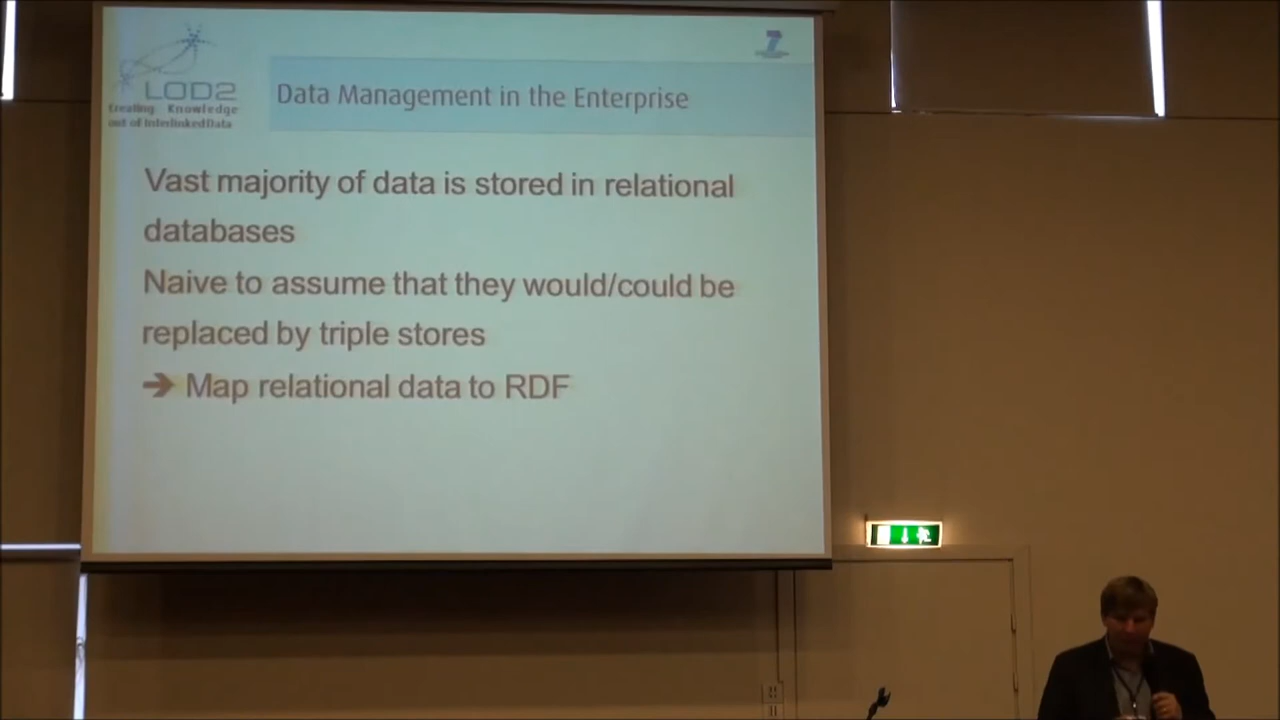 LOD2
Creating Knowledge
out of Interlinked Data
Data Management in the Enterprise
Vast majority of data is stored in relational
databases
Naive to assume that they would/could be
replaced by triple stores
➔ Map relational data to RDF